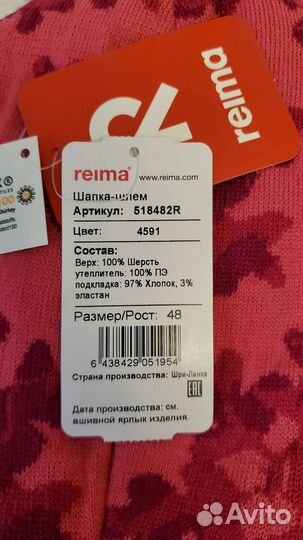 reima
reima® www.reima.com
Шапка-шлем
Артикул: 518482R
Цвет: 4591
Состав:
Верх: 100% Шерсть
утеплитель: 100% ПЭ
подкладка: 97% Хлопок, 3%
эластан
Размер/Рост: 48
6 438429 051954
Страна производства: Шри-Ланка
EAC
Дата производства: см.
вшивной ярлык изделия.
Avito